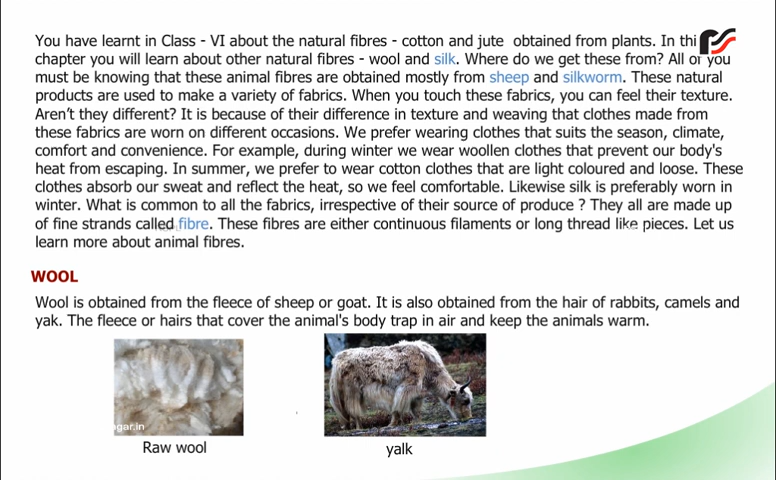 You have learnt in Class - VI about the natural fibres - cotton and jute obtained from plants. In thi
chapter you will learn about other natural fibres - wool and silk. Where do we get these from? All of you
must be knowing that these animal fibres are obtained mostly from sheep and silkworm. These natural
products are used to make a variety of fabrics. When you touch these fabrics, you can feel their texture.
Aren't they different? It is because of their difference in texture and weaving that clothes made from
these fabrics are worn on different occasions. We prefer wearing clothes that suits the season, climate,
comfort and convenience. For example, during winter we wear woollen clothes that prevent our body's
heat from escaping. In summer, we prefer to wear cotton clothes that are light coloured and loose. These
clothes absorb our sweat and reflect the heat, so we feel comfortable. Likewise silk is preferably worn in
winter. What is common to all the fabrics, irrespective of their source of produce ? They all are made up
of fine strands called fibre. These fibres are either continuous filaments or long thread like pieces. Let us
learn more about animal fibres.
WOOL
Wool is obtained from the fleece of sheep or goat. It is also obtained from the hair of rabbits, camels and
yak. The fleece or hairs that cover the animal's body trap in air and keep the animals warm.
gar.in
Raw wool
yalk